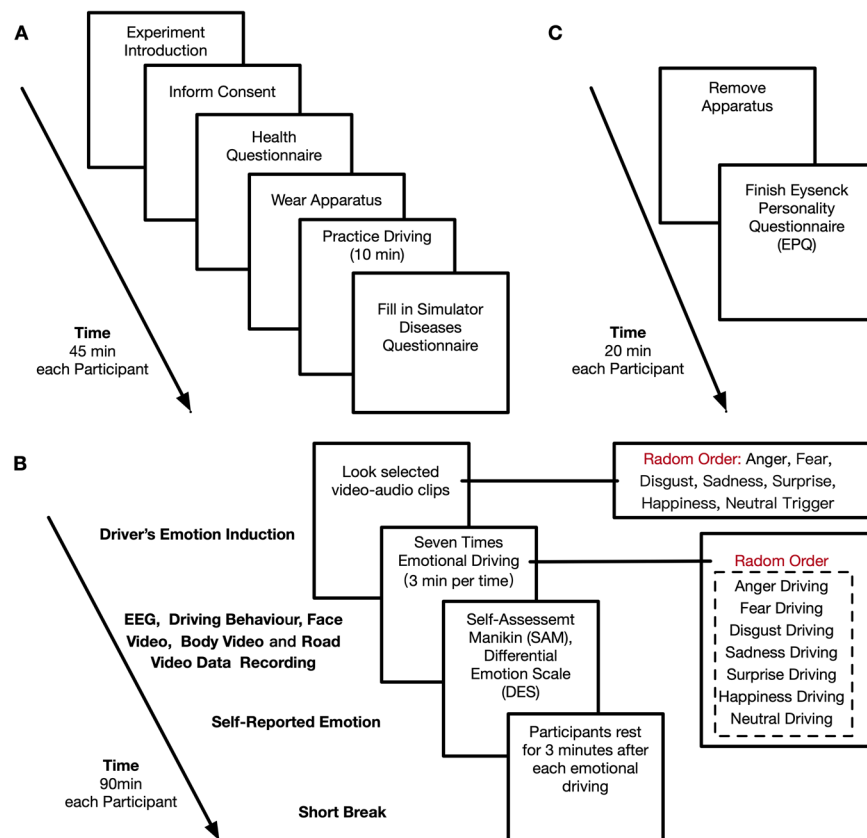 A
Experiment
Introduction
Inform Consent
Health
Questionnaire
Wear Apparatus
Practice Driving
(10 min)
Fill in Simulator
Diseases
Questionnaire
Time
45 min
each Participant
C
Remove
Apparatus
Finish Eysenck
Personality
Questionnaire
(EPQ)
Time
20 min
each Participant
B
Look selected
video-audio clips
Radom Order: Anger, Fear,
Disgust, Sadness, Surprise,
Happiness, Neutral Trigger
Driver's Emotion Induction
Seven Times
Emotional Driving
(3 min per time)
Radom Order
Anger Driving
Fear Driving
Disgust Driving
Sadness Driving
Surprise Driving
Happiness Driving
Neutral Driving
EEG, Driving Behaviour, Face
Video, Body Video and Road
Video Data Recording
Self-Assessemt
Manikin (SAM),
Differential
Emotion Scale
(DES)
Self-Reported Emotion
Participants rest
for 3 minutes after
each emotional
driving
Time
90min
each Participant
Short Break